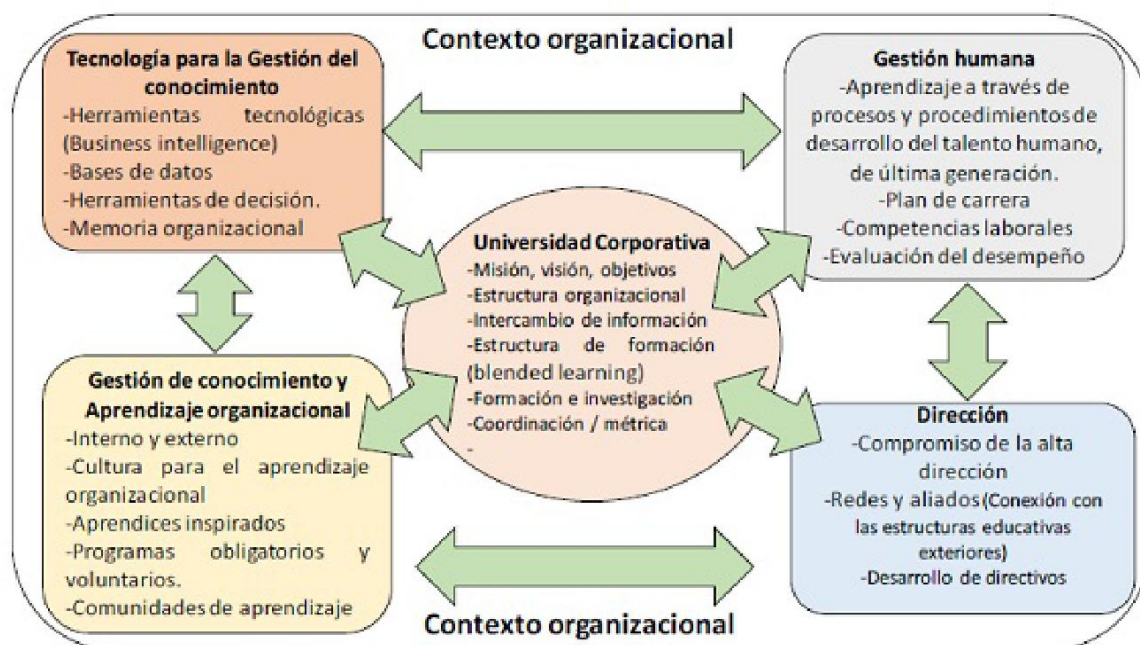 Contexto organizacional
Tecnología para la Gestión del
conocimiento
-Herramientas tecnológicas
(Business intelligence)
-Bases de datos
-Herramientas de decisión.
-Memoria organizacional
Gestión humana
-Aprendizaje a través de
procesos y procedimientos de
desarrollo del talento humano,
de última generación.
-Plan de carrera
-Competencias laborales
-Evaluación del desempeño
Universidad Corporativa
-Misión, visión, objetivos
-Estructura organizacional
-Intercambio de información
-Estructura de formación
(blended learning)
-Formación e investigación
-Coordinación / métrica
-
Gestión de conocimiento y
Aprendizaje organizacional
-Interno y externo
-Cultura para el aprendizaje
organizacional
-Aprendices inspirados
-Programas obligatorios y
voluntarios.
-Comunidades de aprendizaje
Dirección
-Compromiso de la alta
dirección
-Redes y aliados (Conexión con
las estructuras educativas
exteriores)
-Desarrollo de directivos
Contexto organizacional